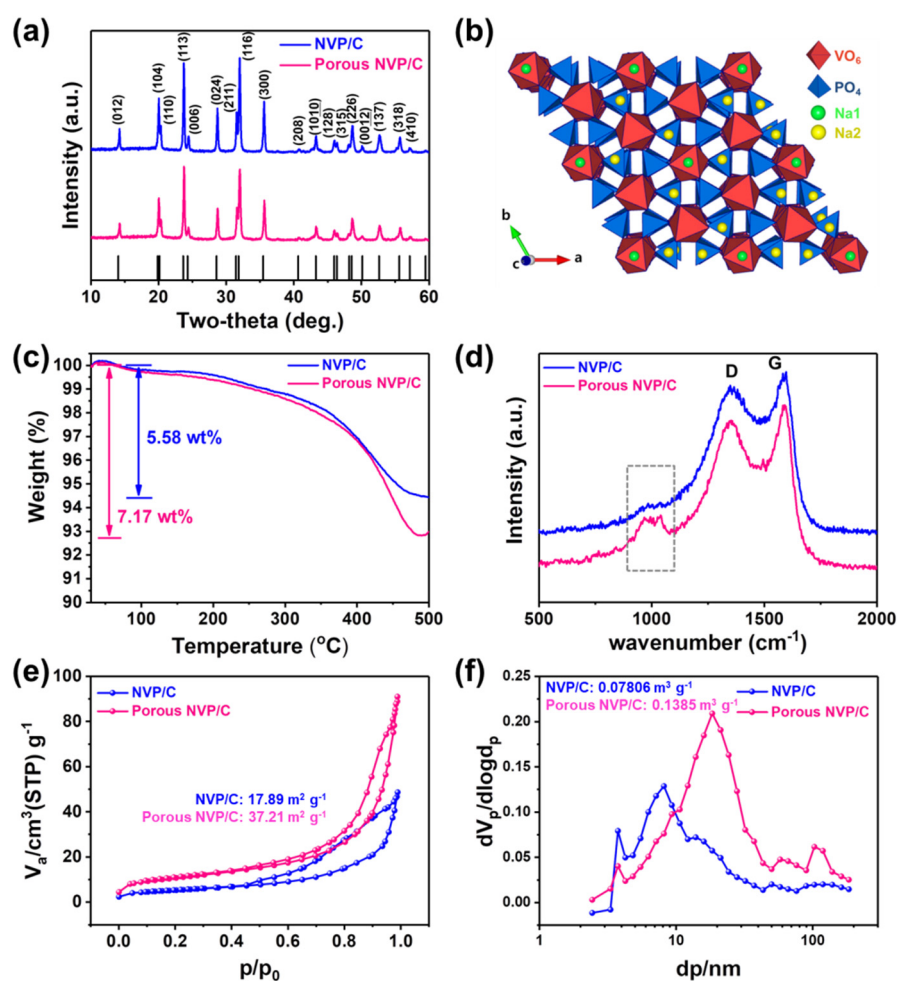 (a)
NVP/C
Porous NVP/C
(012)
(104)
(110)
(113)
(006)
(024)
(211)
(116)
(300)
(208)
(1010)
(128)
(315)
(226)
(0012)
(137)
(318)
(410)
Intensity (a.u.)
10 20 30 40 50 60
Two-theta (deg.)
(b)
VO6
PO4
Na1
Na2
b
c
a
(c)
NVP/C
Porous NVP/C
100
99
98
97
96
95
94
93
92
91
90
Weight (%)
5.58 wt%
7.17 wt%
100 200 300 400 500
Temperature (°C)
(d)
NVP/C
Porous NVP/C
D
G
Intensity (a.u.)
500 1000 1500 2000
wavenumber (cm-1)
(e)
NVP/C
Porous NVP/C
100
80
60
40
20
0
Va/cm3(STP) g-1
NVP/C: 17.89 m2 g-1
Porous NVP/C: 37.21 m2 g-1
0.0 0.2 0.4 0.6 0.8 1.0
p/p0
(f)
NVP/C: 0.07806 m3 g-1
Porous NVP/C: 0.1385 m3 g-1
NVP/C
Porous NVP/C
0.25
0.20
0.15
0.10
0.05
0.00
dVp/dlogdp
1 10 100
dp/nm